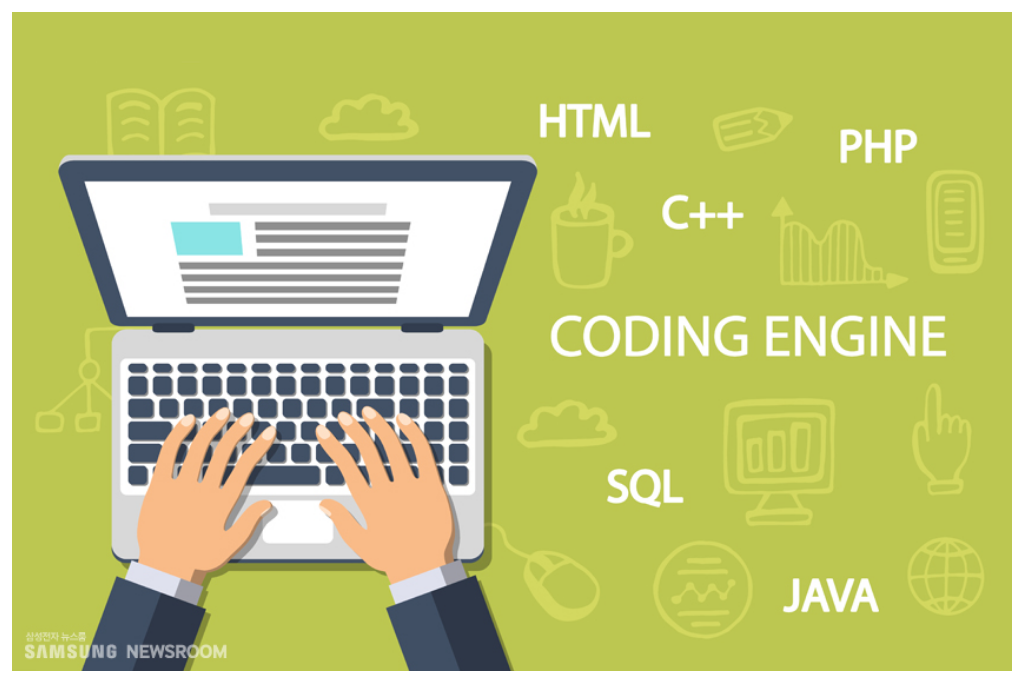 HTML
PHP
C++
CODING ENGINE
SQL
JAVA
삼성전자 뉴스룸
SAMSUNG NEWSROOM